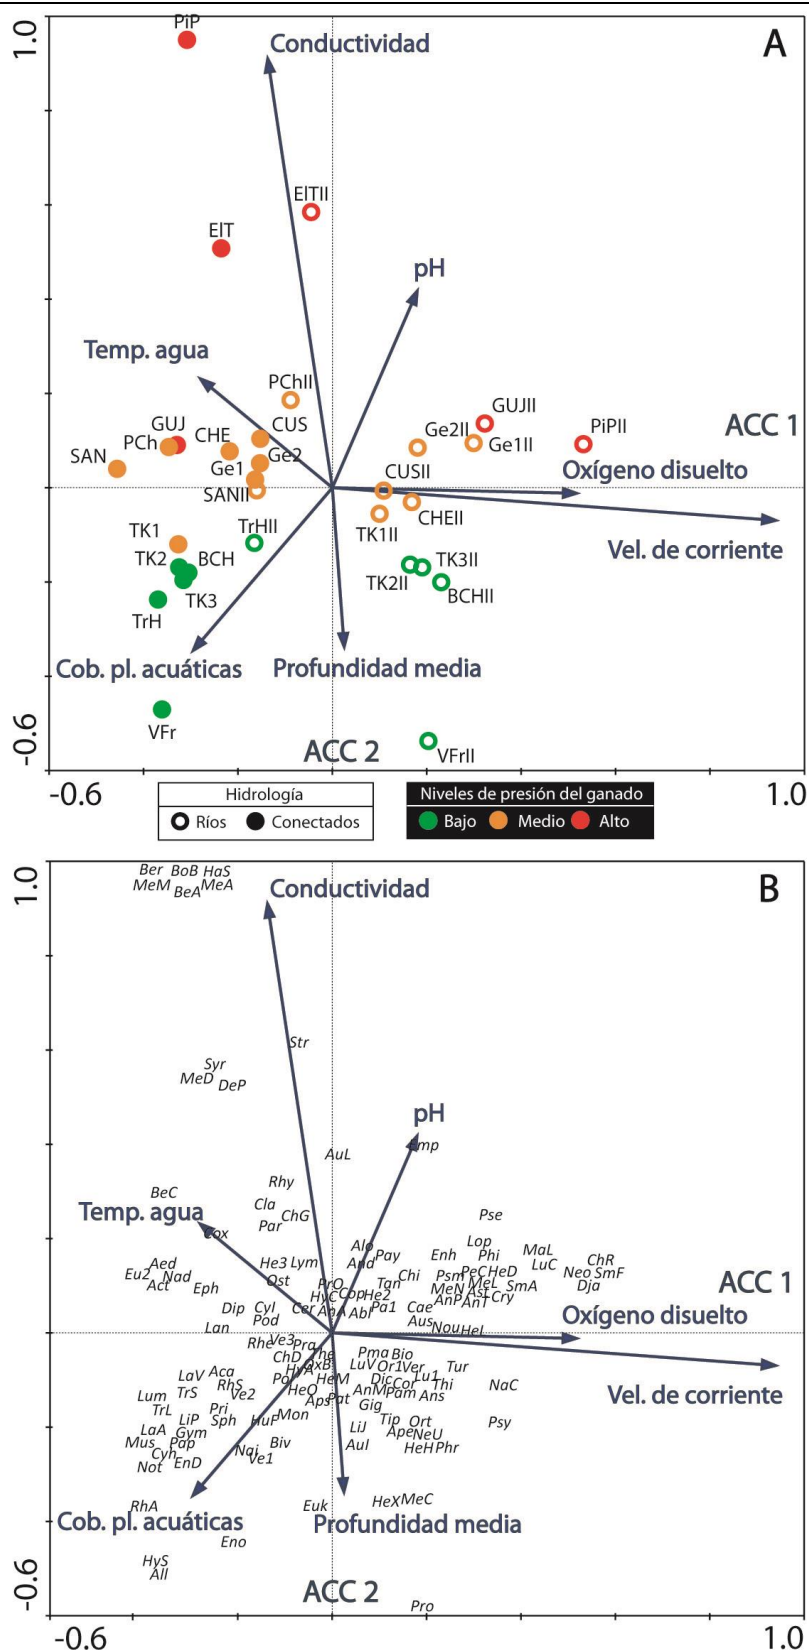 PiP
1.0
Conductividad
A
ElTII
ElT
pH
Temp. agua
PChII
GUJII
GUJ
CUS
PiPII
ACC 1
PCh
CHE
Ge2II
Ge1II
SAN
Ge1
Ge2
CUSII
Oxígeno disuelto
SANII
CHEII
TK1
TrHII
TK1II
Vel. de corriente
TK2
BCH
TK3II
TK2II
BCHII
TrH
TK3
Cob. pl. acuáticas
Profundidad media
VFr
ACC 2
VFrII
-0.6
-0.6
1.0
Hidrología
Niveles de presión del ganado
Ríos
Conectados
Bajo
Medio
Alto
1.0
Ber BoB HaS
MeM BeA MeA
Conductividad
B
Str
Syr
MeD DeP
pH
AuL
Rhy
BeC
Temp. agua
Cla
ChG
Par
Pse
Cox
Alo
Pay
Enh
Lop
Phi
MaL
LuC
ChR
Aed
He3 Lym
And
Eu2
Nad
Act
Eph
Ost
PrO
Tan
Chi
Psm
PeC
HeD
MeL
Neo SmF
SmA
Dja
ACC 1
HyC
Cop
He2
MeN
Ast
AnP
AnT
Cry
Dip Cyl
Cer
AnA
Abl
Pa1
Cae
Pod
Aus
Oxígeno disuelto
Lan
Nou
HeL
Rhe
Ve3
Pra
ChD
Pma Bio
LuV
Or1
Ver
Tur
Vel. de corriente
LaV
Aca
HyA
HeM
Dic
Cor
Lu1
Thi
NaC
RhS
TrS
Ve2
HeO
AnM
Pam
Ans
Lum
Aps
Pat
TrL
Pri
Gig
LiP
Sph
HuF
Mon
Tip
Ort
Psy
LaA
Gym
LiJ
Ape
NeU
Mus
Pap
Biv
Aul
HeH Phr
Cyh
Naj
Ve1
Not
EnD
RhA
Euk
HeX
MeC
Cob. pl. acuáticas
Profundidad media
Eno
HyS
All
ACC 2
Pro
-0.6
-0.6
1.0